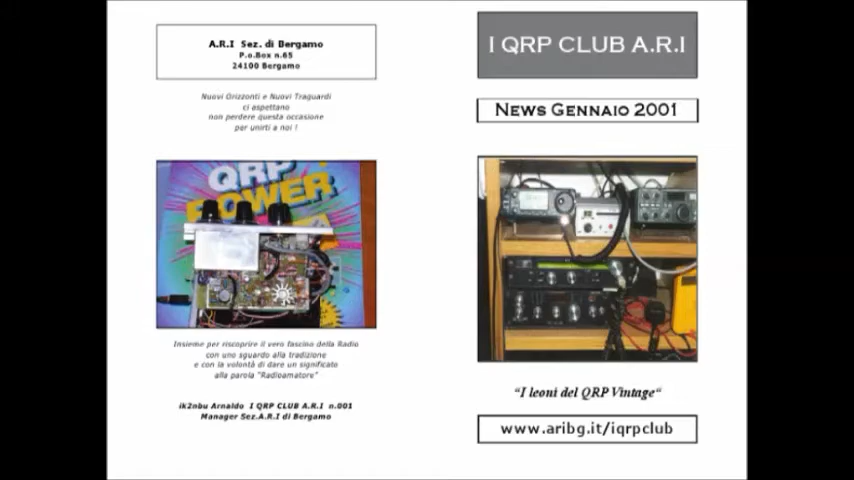 A.R.I Sez. di Bergamo
P.o.Box n.65
24100 Bergamo
Nuovi Orizzonti e Nuovi Traguardi
ci aspettano
non perdere questa occasione
per unirti a noi !
QRP
POWER
Insieme per riscoprire il vero fascino della Radio
con uno sguardo alla tradizione
e con la volontà di dare un significato
alla parola "Radioamatore"
ik2nbu Arnaldo I QRP CLUB A.R.I n.001
Manager Sez.A.R.I di Bergamo
I QRP CLUB A.R.I
NEWS GENNAIO 2001
"I leoni del QRP Vintage"
www.aribg.it/iqrpclub